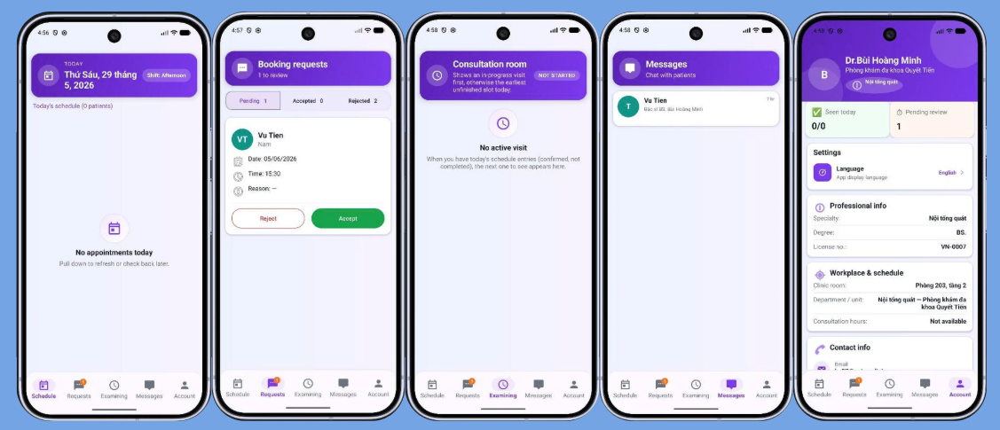 4:56
TODAY
Thứ Sáu, 29 tháng
5, 2026
Shift: Afternoon
Today's schedule (0 patients)
No appointments today
Pull down to refresh or check back later.
1
Schedule
Requests
Examining
Messages
Account
4:57
Booking requests
1 to review
Pending 1
Accepted 0
Rejected 2
VT
Vu Tien
Nam
Date: 05/06/2026
Time: 15:30
Reason: —
Reject
Accept
1
Schedule
Requests
Examining
Messages
Account
4:58
Consultation room
Shows an in-progress visit
first, otherwise the earliest
unfinished slot today.
NOT STARTED
No active visit
When you have today's schedule entries (confirmed, not
completed), the next one to see appears here.
1
Schedule
Requests
Examining
Messages
Account
4:58
Messages
Chat with patients
T
Vu Tien
Bác sĩ BS. Bùi Hoàng Minh
1
Schedule
Requests
Examining
Messages
Account
4:58
B
Dr.Bùi Hoàng Minh
Phòng khám đa khoa Quyết Tiến
Nội tổng quát
Seen today
0/0
Pending review
1
Settings
Language
App display language
English >
Professional info
Specialty:
Nội tổng quát
Degree:
BS.
License no.:
VN-0007
Workplace & schedule
Clinic room:
Phòng 203, tầng 2
Department / unit:
Nội tổng quát — Phòng khám đa
khoa Quyết Tiến
Consultation hours:
Not available
Contact info
Email
1
Schedule
Requests
Examining
Messages
Account